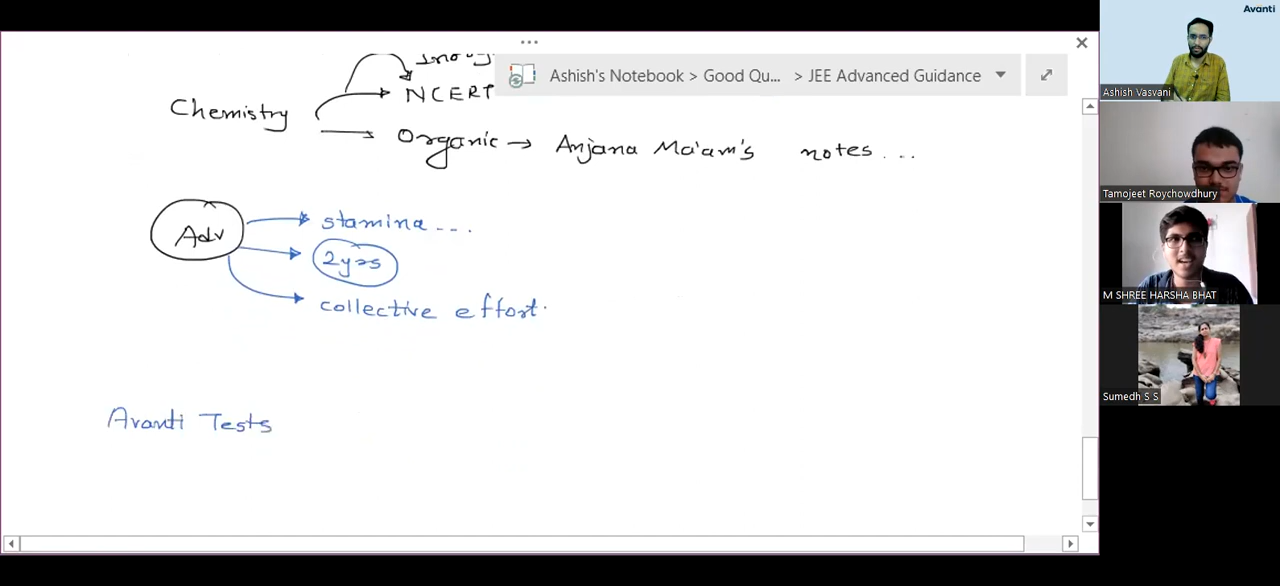 Avanti
...
Ashish's Notebook > Good Qu... > JEE Advanced Guidance
NCERT
Chemistry
Organic → Anjana Ma'am's notes ...
Adv
stamina ...
2yrs
collective effort.
Avanti Tests
Ashish Vasvani
Tamojeet Roychowdhury
M SHREE HARSHA BHAT
Sumedh S S